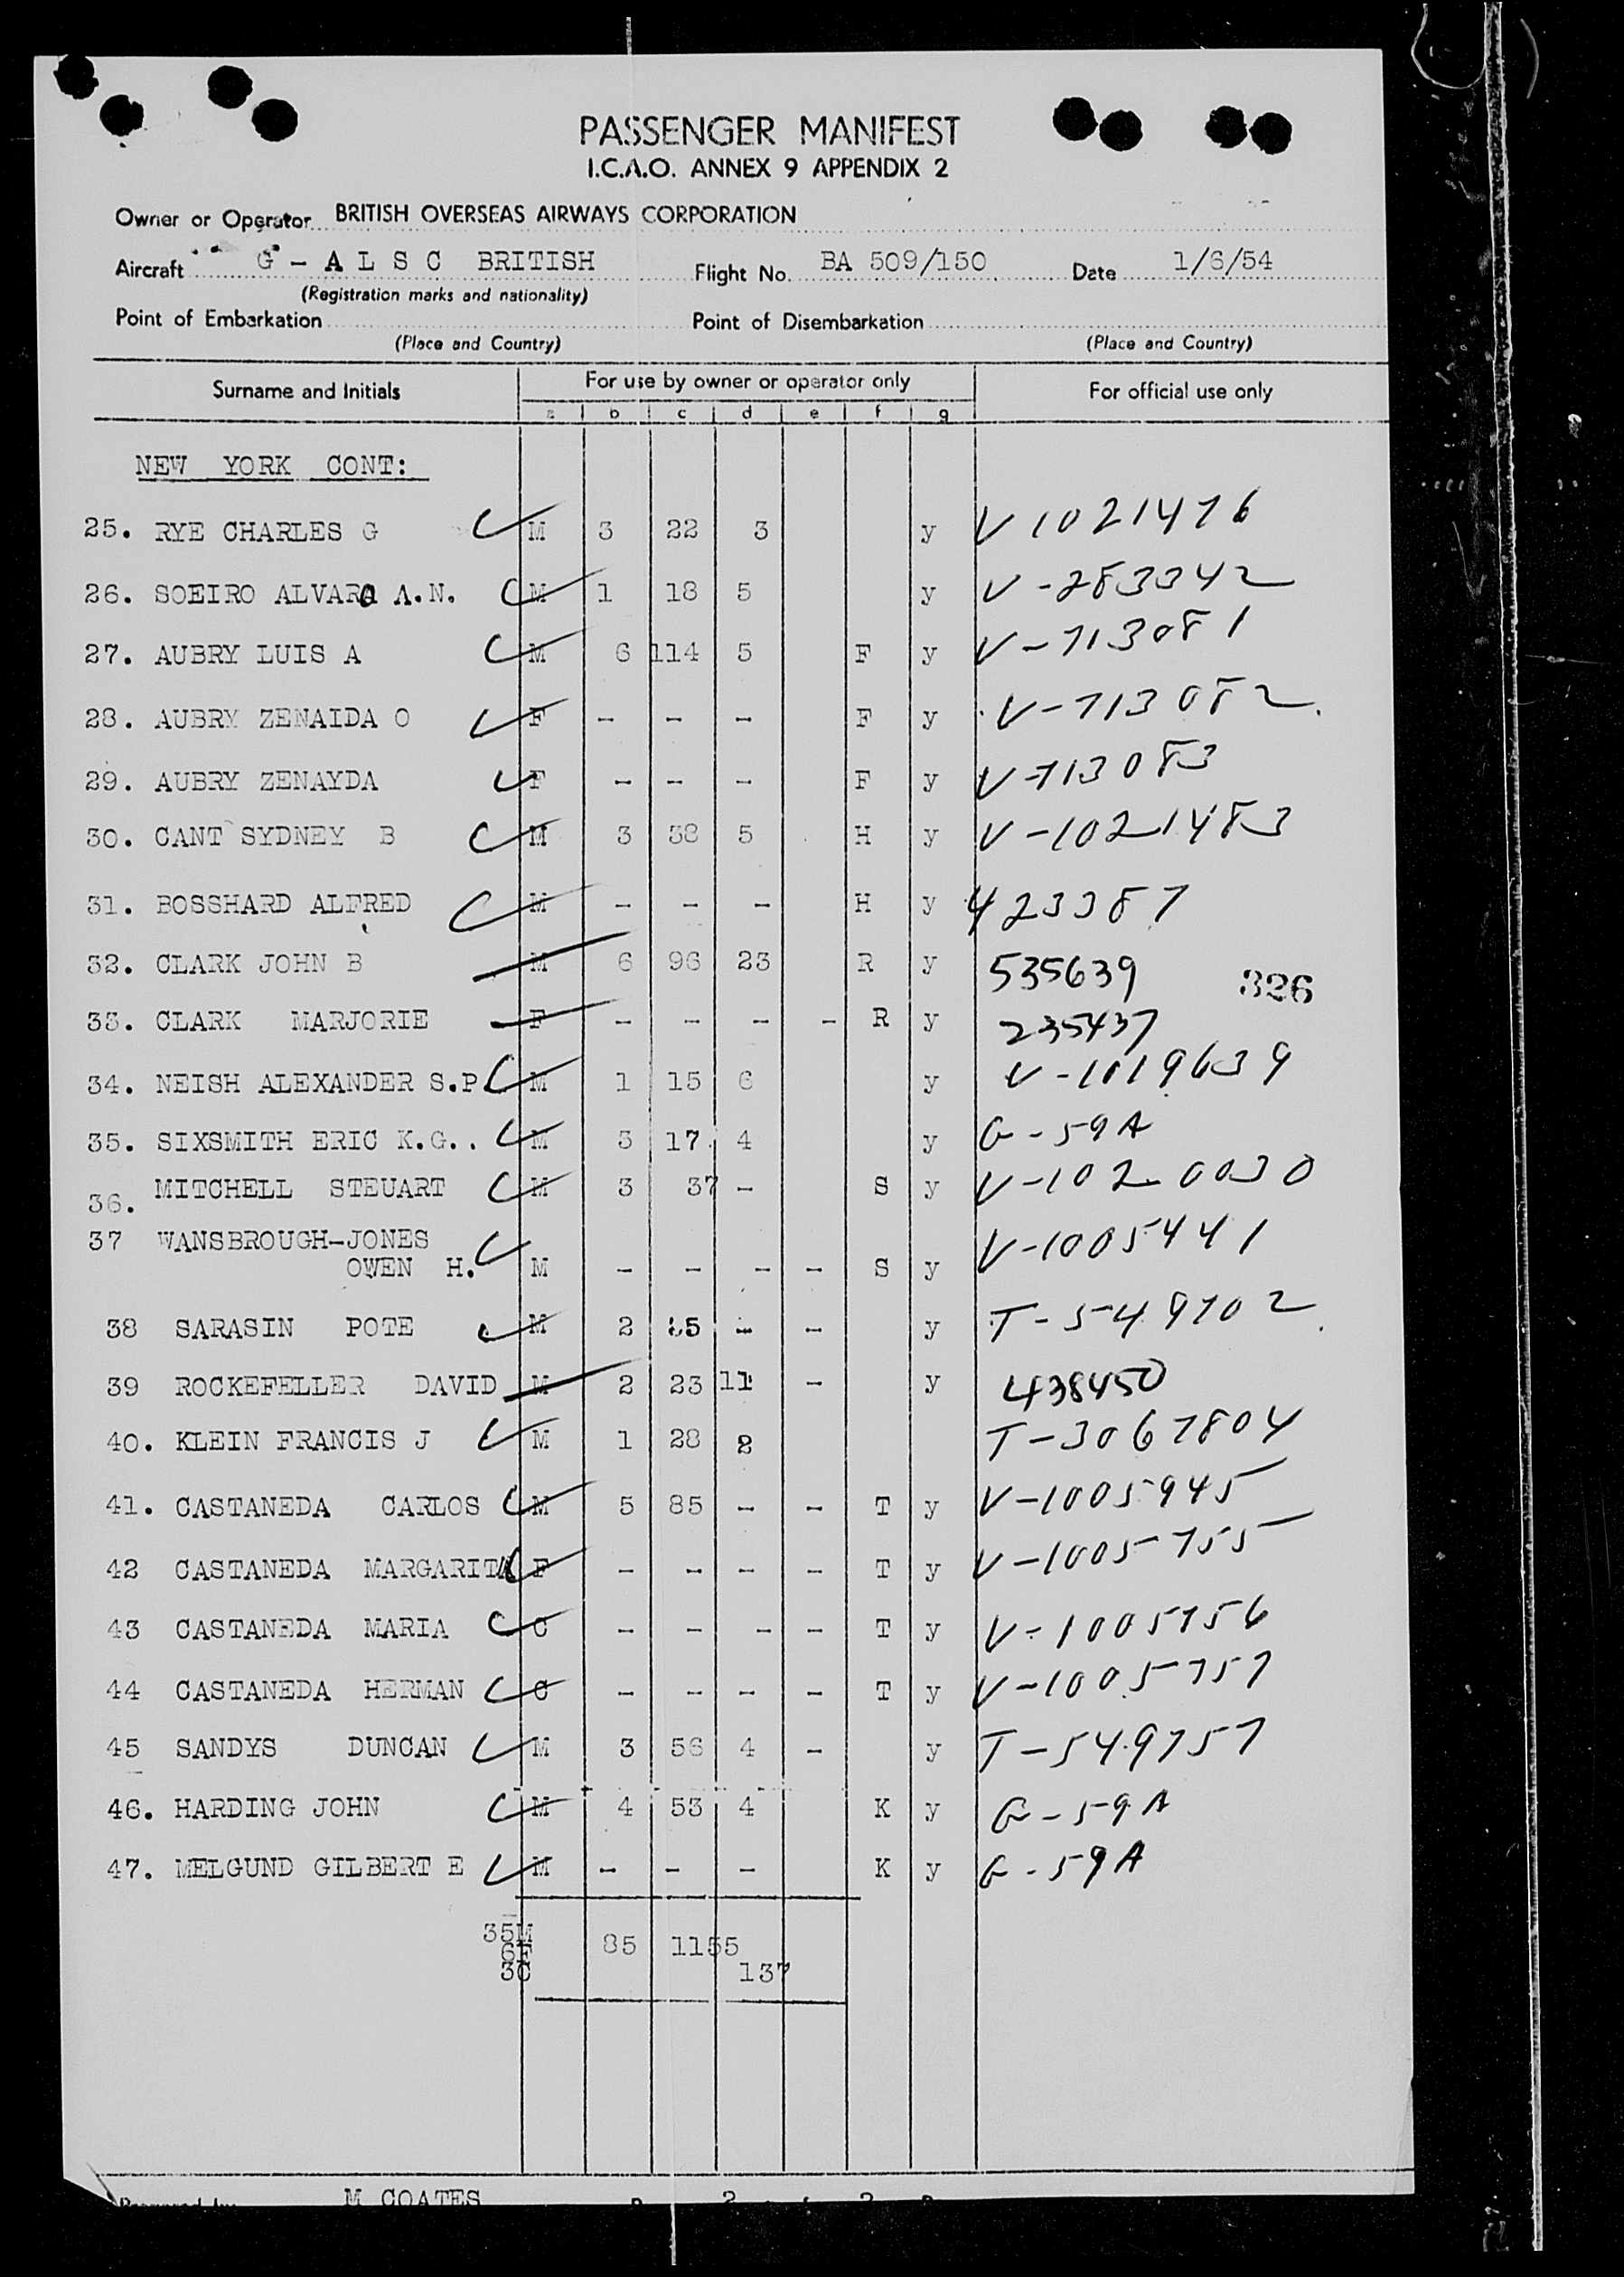 PASSENGER MANIFEST
I.C.A.O. ANNEX 9 APPENDIX 2
Owner or Operator BRITISH OVERSEAS AIRWAYS CORPORATION
Aircraft G - A L S C BRITISH Flight No. BA 509/150 Date 1/6/54
(Registration marks and nationality)
Point of Embarkation Point of Disembarkation
(Place and Country) (Place and Country)
Surname and Initials For use by owner or operator only For official use only
a b c d e f g
NEW YORK CONT:
25. RYE CHARLES G M 3 22 3 y V 1021476
26. SOEIRO ALVARO A.N. M 1 18 5 y V-283342
27. AUBRY LUIS A M 6 114 5 F y V-713081
28. AUBRY ZENAIDA O F - - - F y V-713082
29. AUBRY ZENAYDA F - - - F y V-713083
30. CANT SYDNEY B M 3 38 5 H y V-1021483
31. BOSSHARD ALFRED M - - - H y 423387
32. CLARK JOHN B M 6 96 23 R y 535639
326
33. CLARK MARJORIE F - - - - R y 235437
34. NEISH ALEXANDER S.P. M 1 15 6 y V-1019639
35. SIXSMITH ERIC K.G.. M 3 17. 4 y G-59A
36. MITCHELL STEUART M 3 37 - S y V-1020030
37 WANSBROUGH-JONES
OWEN H. M - - - - S y V-1005441
38 SARASIN POTE M 2 - - y T-549702
39 ROCKEFELLER DAVID M 2 23 11 - y 438450
40. KLEIN FRANCIS J M 1 28 2 T-3067804
41. CASTANEDA CARLOS M 5 85 - - T y V-1005945
42 CASTANEDA MARGARITA F - - - - T y V-1005755
43 CASTANEDA MARIA C - - - - T y V-1005756
44 CASTANEDA HERMAN C - - - - T y V-1005757
45 SANDYS DUNCAN M 3 56 4 - y T-549757
46. HARDING JOHN M 4 53 4 K y G-59A
47. MELGUND GILBERT E M - - - K y G-59A
35M
6F 85 1155
3C 137
M COATES